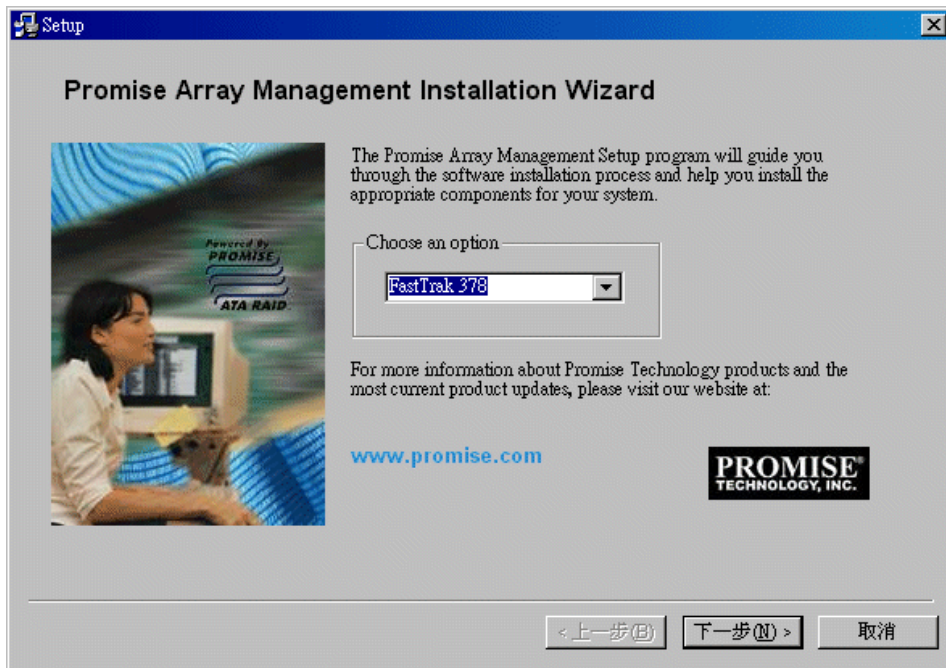 Setup
Promise Array Management Installation Wizard
Powered By
PROMISE
ATA RAID
The Promise Array Management Setup program will guide you
through the software installation process and help you install the
appropriate components for your system.
Choose an option
FastTrak 378
For more information about Promise Technology products and the
most current product updates, please visit our website at:
www.promise.com
PROMISE®
TECHNOLOGY, INC.
<上一步(B)
下一步(N) >
取消